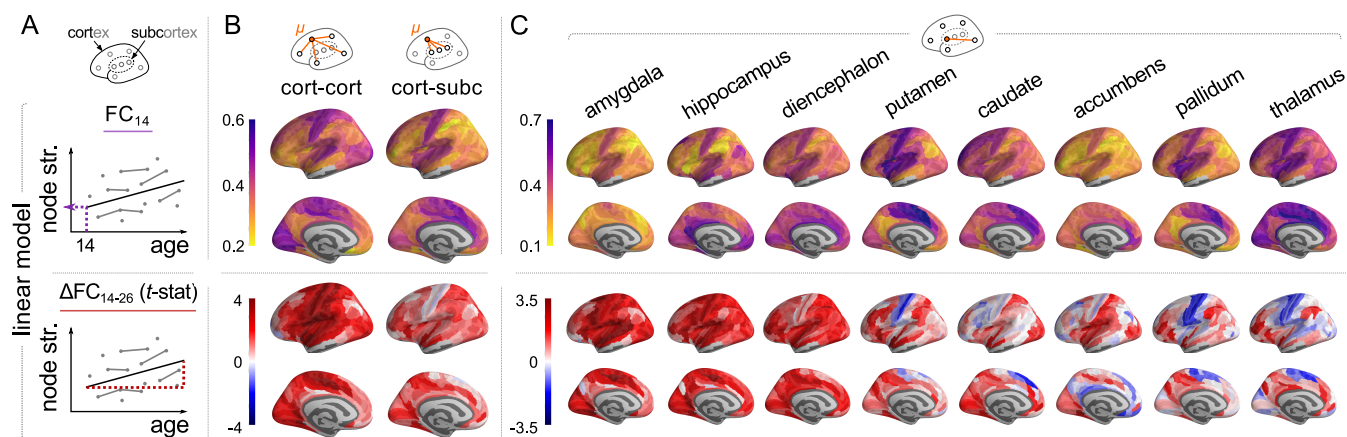 A
cortex
subcortex
linear model
FC14
node str.
14
age
ΔFC14-26 (t-stat)
node str.
age
B
μ
μ
cort-cort
cort-subc
0.6
0.4
0.2
4
0
-4
C
amygdala
hippocampus
diencephalon
putamen
caudate
accumbens
pallidum
thalamus
0.7
0.4
0.1
3.5
0
-3.5